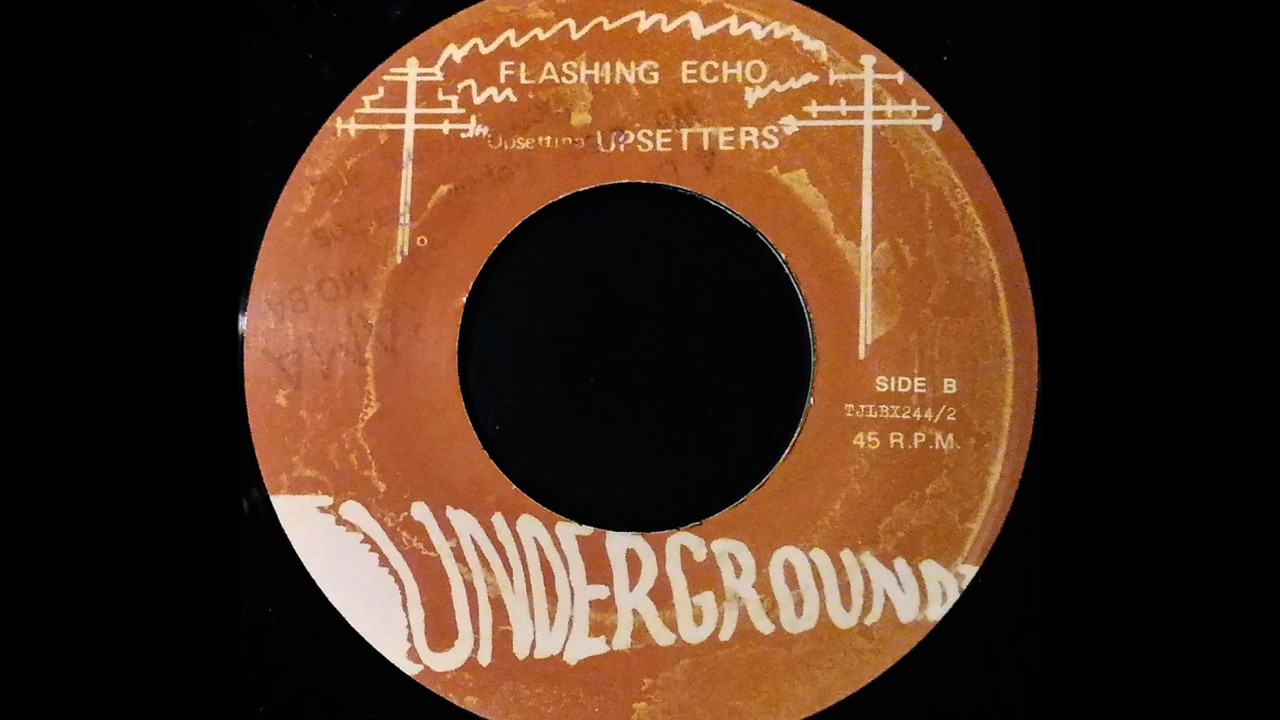 FLASHING ECHO
Upsetting UPSETTERS
SIDE B
TJLBX244/2
45 R.P.M.
UNDERGROUND